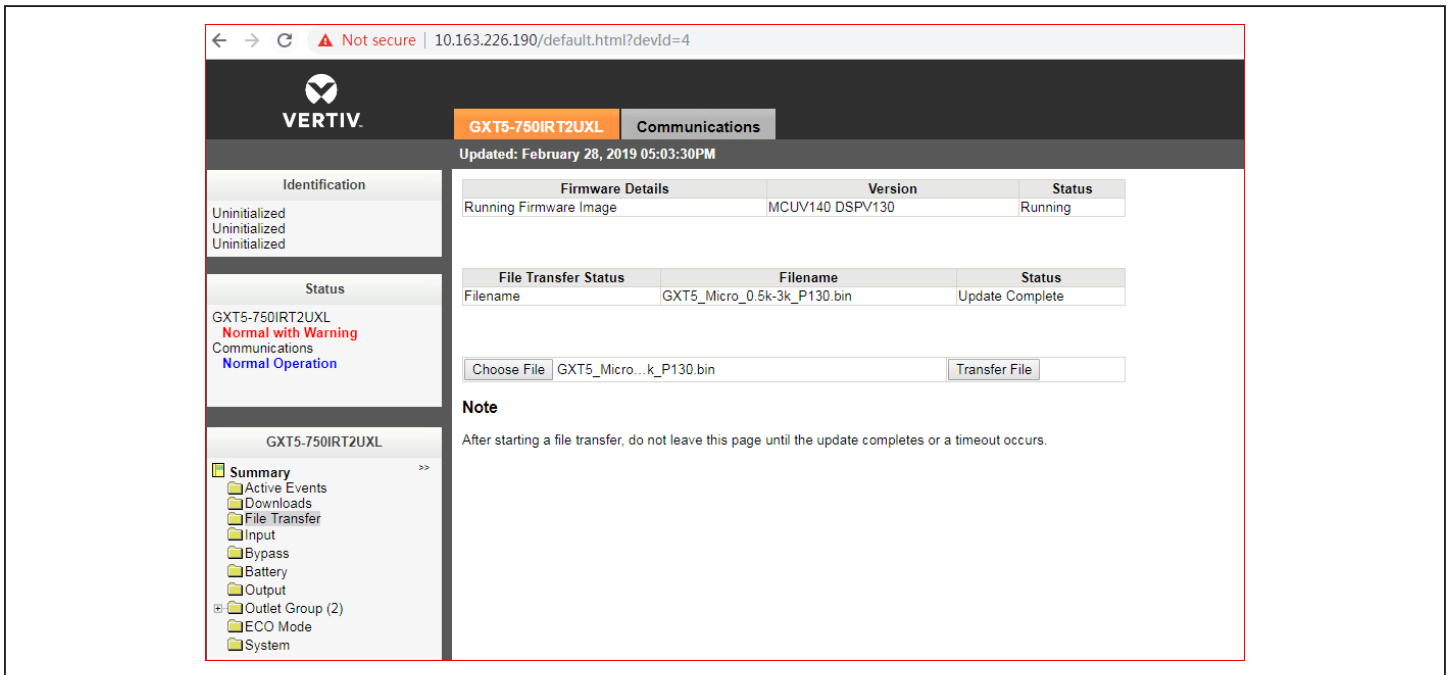 Not secure | 10.163.226.190/default.html?devId=4
VERTIV.
GXT5-750IRT2UXL Communications
Updated: February 28, 2019 05:03:30PM
Identification
Uninitialized
Uninitialized
Uninitialized
Status
GXT5-750IRT2UXL
Normal with Warning
Communications
Normal Operation
GXT5-750IRT2UXL
Summary >>
Active Events
Downloads
File Transfer
Input
Bypass
Battery
Output
Outlet Group (2)
ECO Mode
System
Firmware Details Version Status
Running Firmware Image MCUV140 DSPV130 Running
File Transfer Status Filename Status
Filename GXT5_Micro_0.5k-3k_P130.bin Update Complete
Choose File GXT5_Micro…k_P130.bin Transfer File
Note
After starting a file transfer, do not leave this page until the update completes or a timeout occurs.